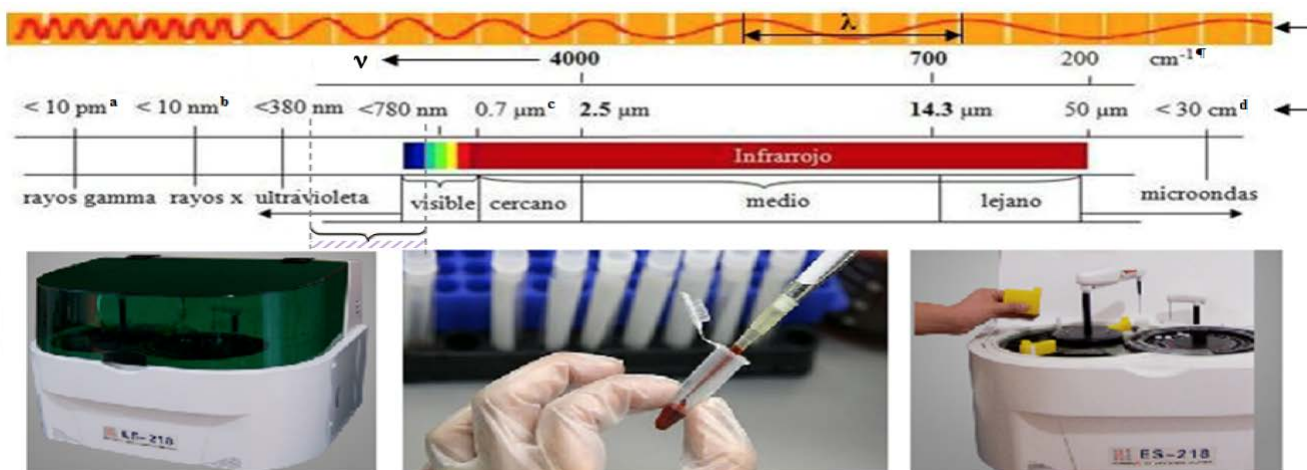 λ
ν 4000 700 200 cm⁻¹¶
< 10 pmᵃ < 10 nmᵇ <380 nm <780 nm 0.7 μmᶜ 2.5 μm 14.3 μm 50 μm < 30 cmᵈ
Infrarrojo
rayos gamma rayos x ultravioleta visible cercano medio lejano microondas
ES-218
ES-218